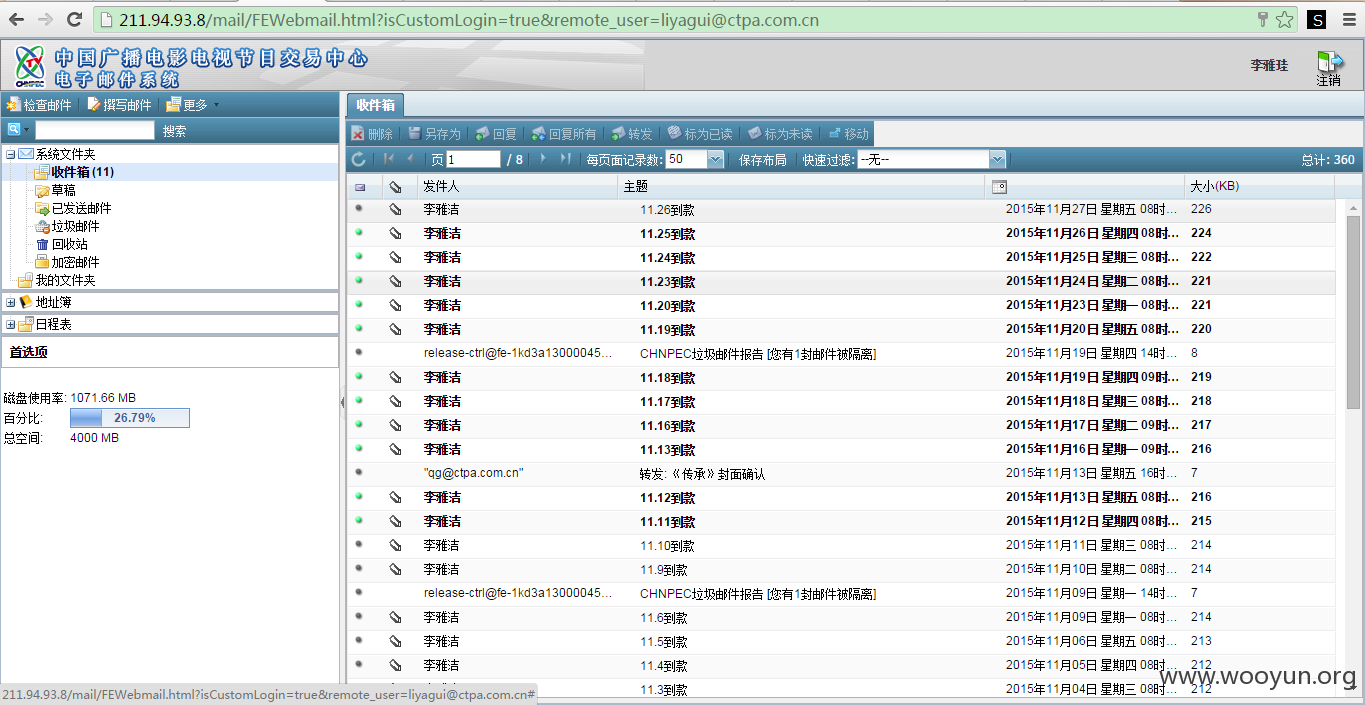 211.94.93.8/mail/FEWebmail.html?isCustomLogin=true&remote_user=liyagui@ctpa.com.cn
S
CTV
CHNPEC
中国广播电影电视节目交易中心
电子邮件系统
李雅珪
注销
检查邮件 撰写邮件 更多
搜索
系统文件夹
收件箱 (11)
草稿
已发送邮件
垃圾邮件
回收站
加密邮件
我的文件夹
地址簿
日程表
首选项
磁盘使用率: 1071.66 MB
百分比: 26.79%
总空间: 4000 MB
收件箱
删除 另存为 回复 回复所有 转发 标为已读 标为未读 移动
页 1 / 8 每页面记录数: 50 保存布局 快速过滤: --无-- 总计: 360
发件人 主题 大小(KB)
李雅洁 11.26到款 2015年11月27日 星期五 08时... 226
李雅洁 11.25到款 2015年11月26日 星期四 08时... 224
李雅洁 11.24到款 2015年11月25日 星期三 08时... 222
李雅洁 11.23到款 2015年11月24日 星期二 08时... 221
李雅洁 11.20到款 2015年11月23日 星期一 08时... 221
李雅洁 11.19到款 2015年11月20日 星期五 08时... 220
release-ctrl@fe-1kd3a13000045... CHNPEC垃圾邮件报告 [您有1封邮件被隔离] 2015年11月19日 星期四 14时... 8
李雅洁 11.18到款 2015年11月19日 星期四 09时... 219
李雅洁 11.17到款 2015年11月18日 星期三 08时... 218
李雅洁 11.16到款 2015年11月17日 星期二 09时... 217
李雅洁 11.13到款 2015年11月16日 星期一 09时... 216
"qg@ctpa.com.cn" 转发:《传承》封面确认 2015年11月13日 星期五 16时... 7
李雅洁 11.12到款 2015年11月13日 星期五 08时... 216
李雅洁 11.11到款 2015年11月12日 星期四 08时... 215
李雅洁 11.10到款 2015年11月11日 星期三 08时... 214
李雅洁 11.9到款 2015年11月10日 星期二 08时... 214
release-ctrl@fe-1kd3a13000045... CHNPEC垃圾邮件报告 [您有1封邮件被隔离] 2015年11月09日 星期一 14时... 7
李雅洁 11.6到款 2015年11月09日 星期一 08时... 214
李雅洁 11.5到款 2015年11月06日 星期五 08时... 213
李雅洁 11.4到款 2015年11月05日 星期四 08时... 212
李雅洁 11.3到款 2015年11月04日 星期三 08时... 212
www.wooyun.org
211.94.93.8/mail/FEWebmail.html?isCustomLogin=true&remote_user=liyagui@ctpa.com.cn#